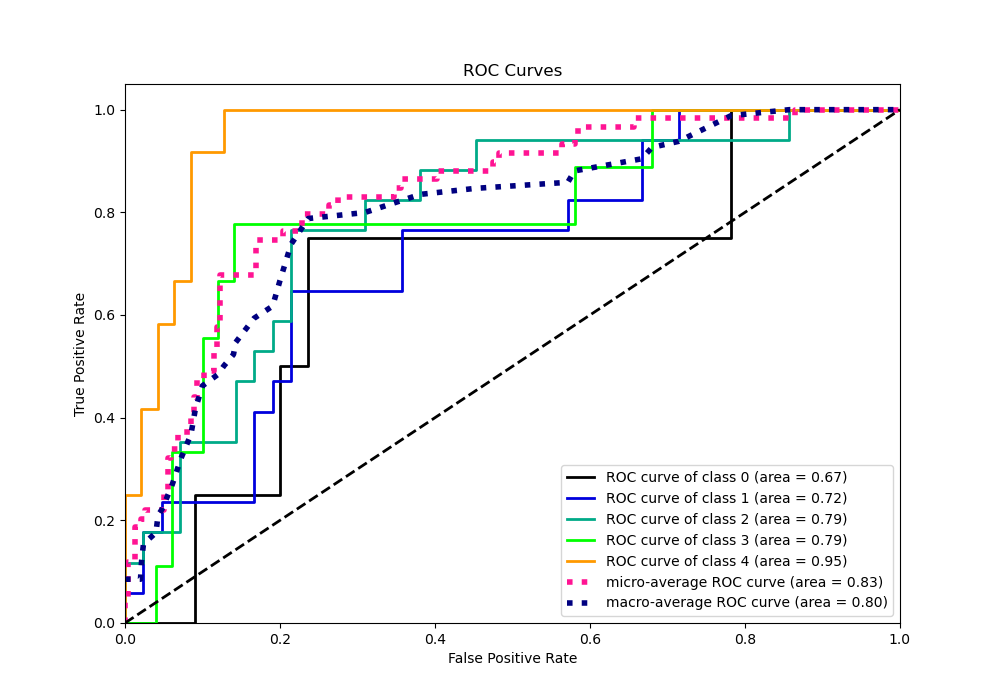 ROC Curves
True Positive Rate
1.0
0.8
0.6
0.4
0.2
0.0
0.0 0.2 0.4 0.6 0.8 1.0
False Positive Rate
ROC curve of class 0 (area = 0.67)
ROC curve of class 1 (area = 0.72)
ROC curve of class 2 (area = 0.79)
ROC curve of class 3 (area = 0.79)
ROC curve of class 4 (area = 0.95)
micro-average ROC curve (area = 0.83)
macro-average ROC curve (area = 0.80)